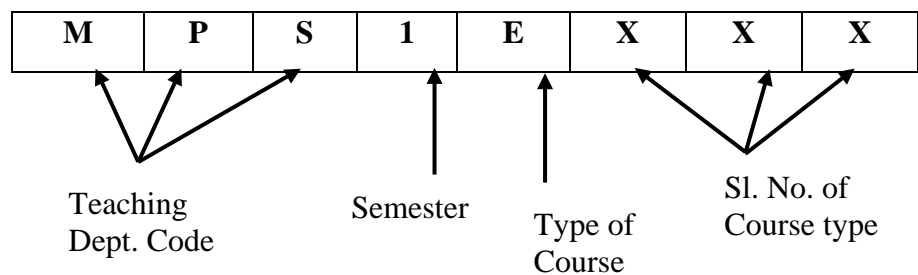 M P S 1 E X X X
Teaching
Dept. Code
Semester
Type of
Course
Sl. No. of
Course type